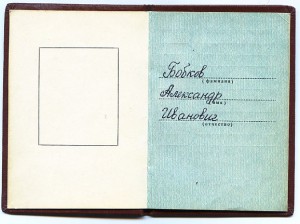 Бобков
(фамилия)
Александр
(имя)
Иванович
(отчество)